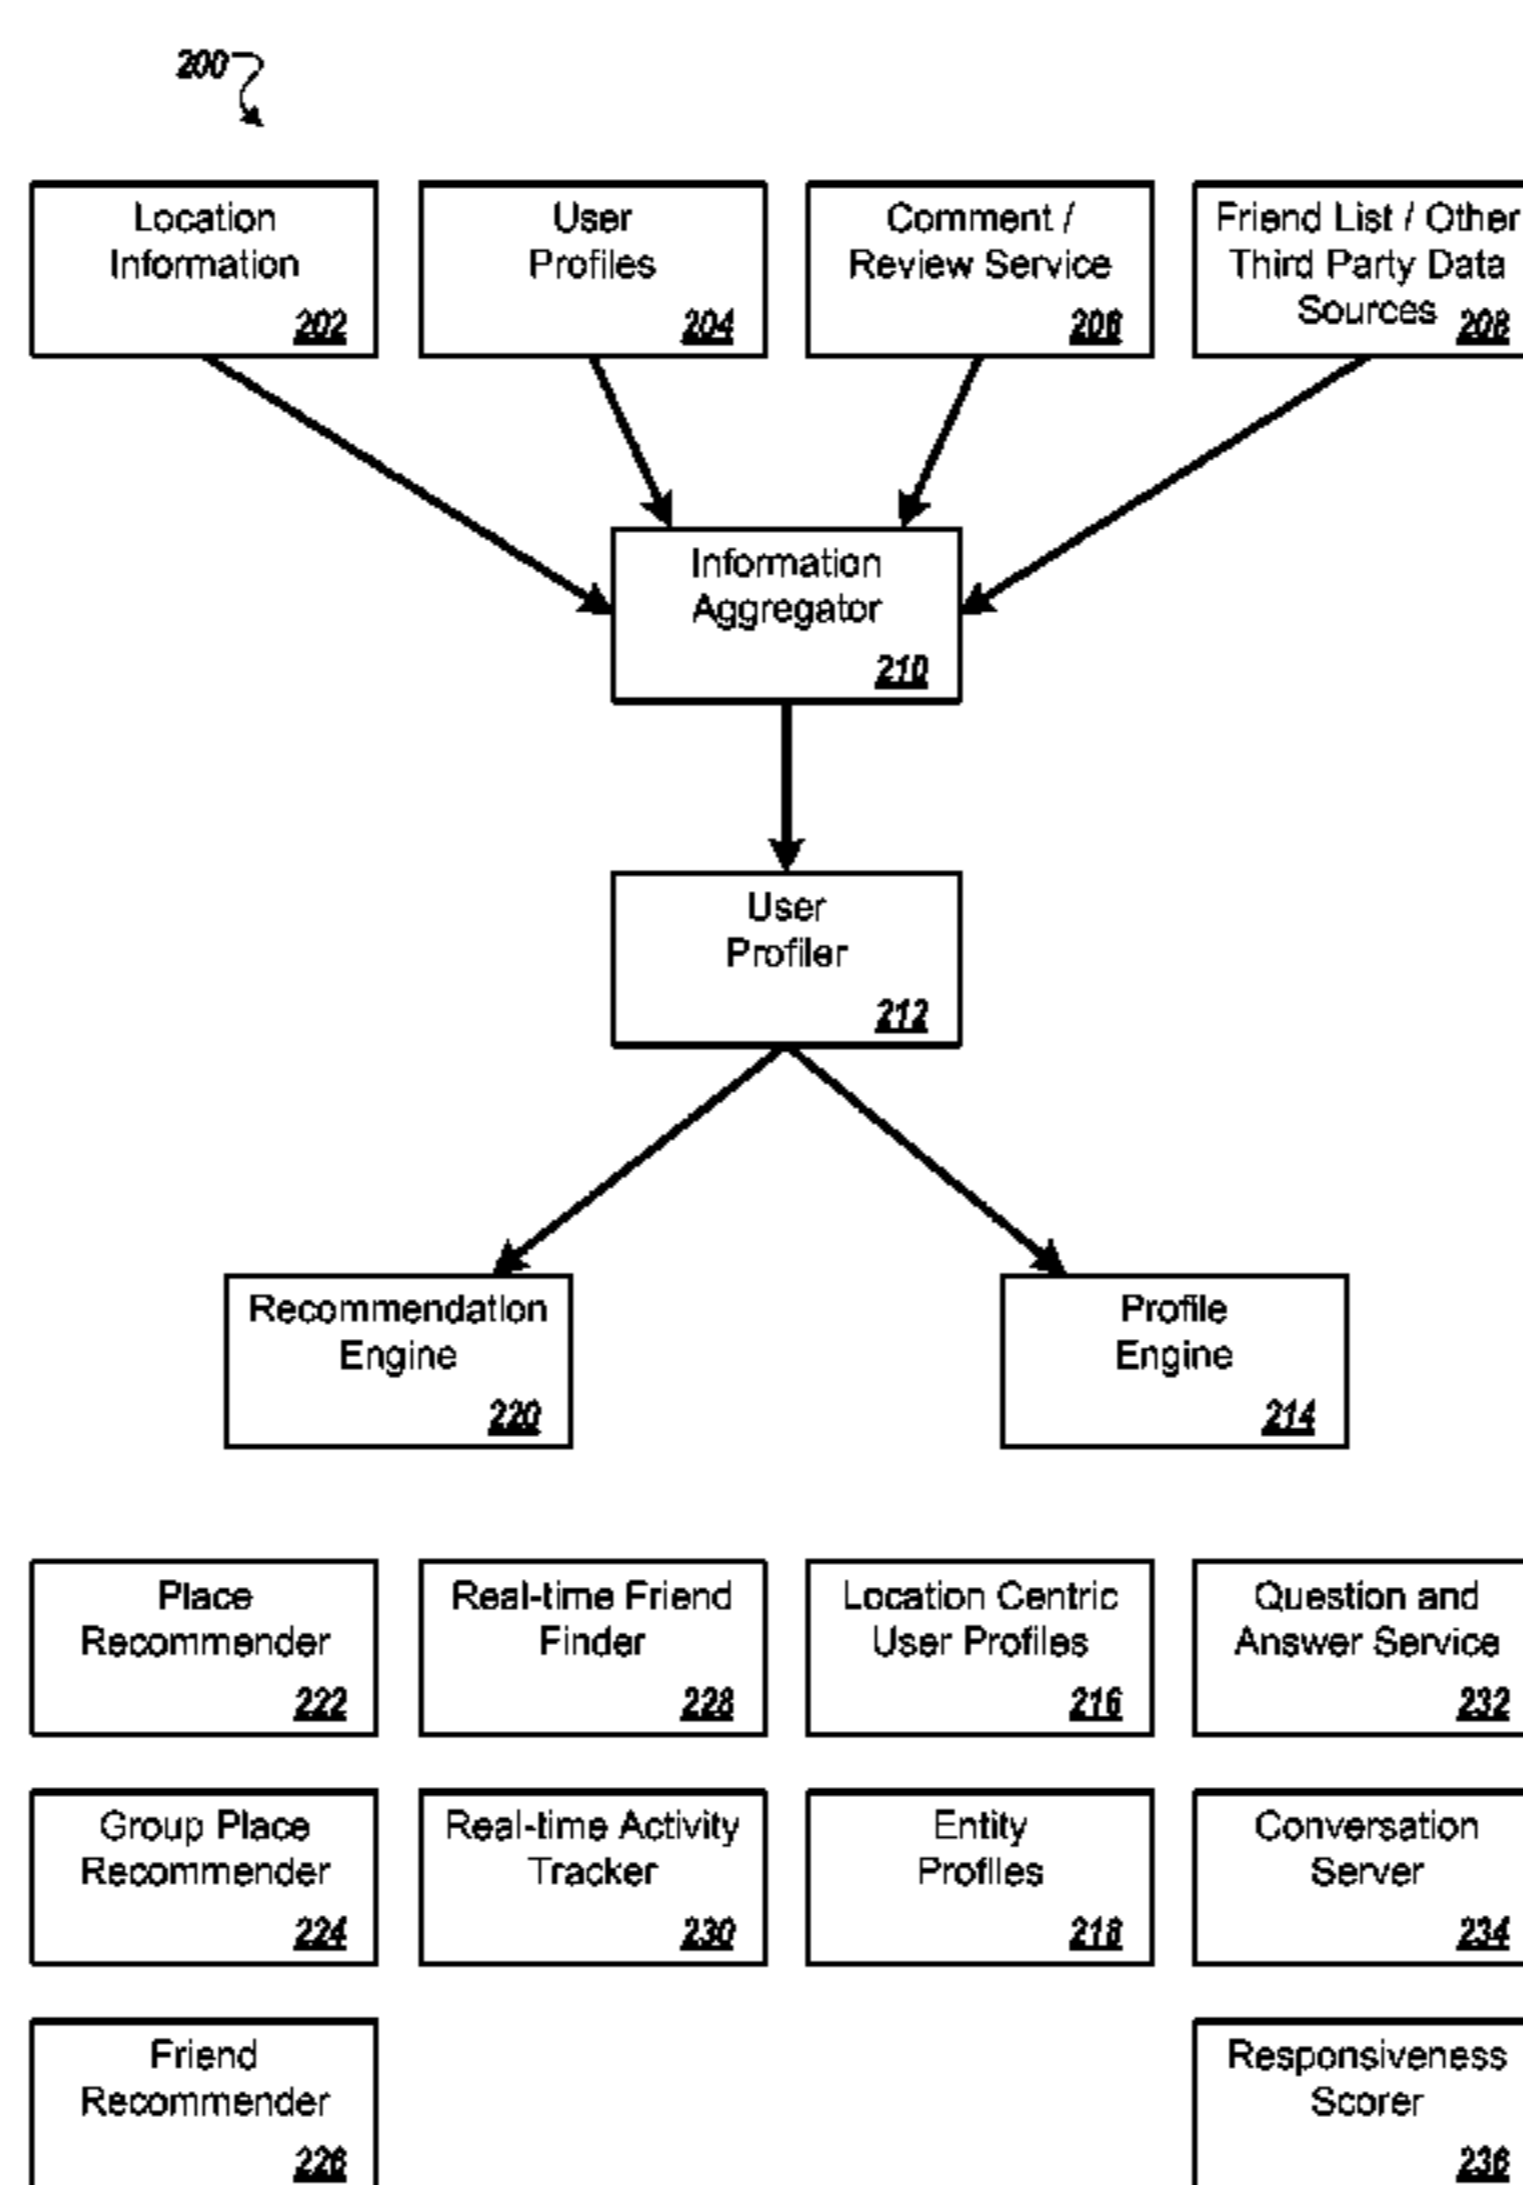 200
Location
Information
202
User
Profiles
204
Comment /
Review Service
206
Friend List / Other
Third Party Data
Sources
208
Information
Aggregator
210
User
Profiler
212
Recommendation
Engine
220
Profile
Engine
214
Place
Recommender
222
Real-time Friend
Finder
228
Location Centric
User Profiles
216
Question and
Answer Service
232
Group Place
Recommender
224
Real-time Activity
Tracker
230
Entity
Profiles
218
Conversation
Server
234
Friend
Recommender
226
Responsiveness
Scorer
236